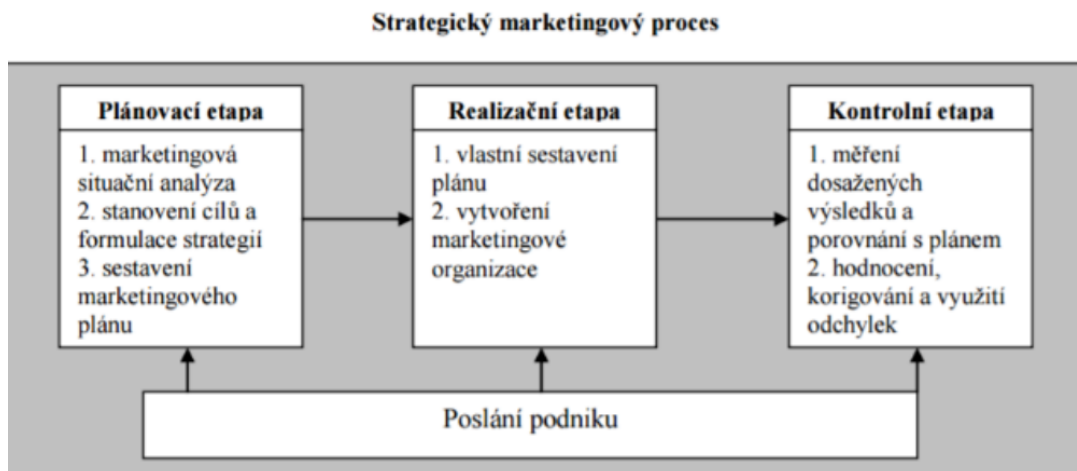 Strategický marketingový proces
Plánovací etapa
1. marketingová
situační analýza
2. stanovení cílů a
formulace strategií
3. sestavení
marketingového
plánu
Realizační etapa
1. vlastní sestavení
plánu
2. vytvoření
marketingové
organizace
Kontrolní etapa
1. měření
dosažených
výsledků a
porovnání s plánem
2. hodnocení,
korigování a využití
odchylek
Poslání podniku